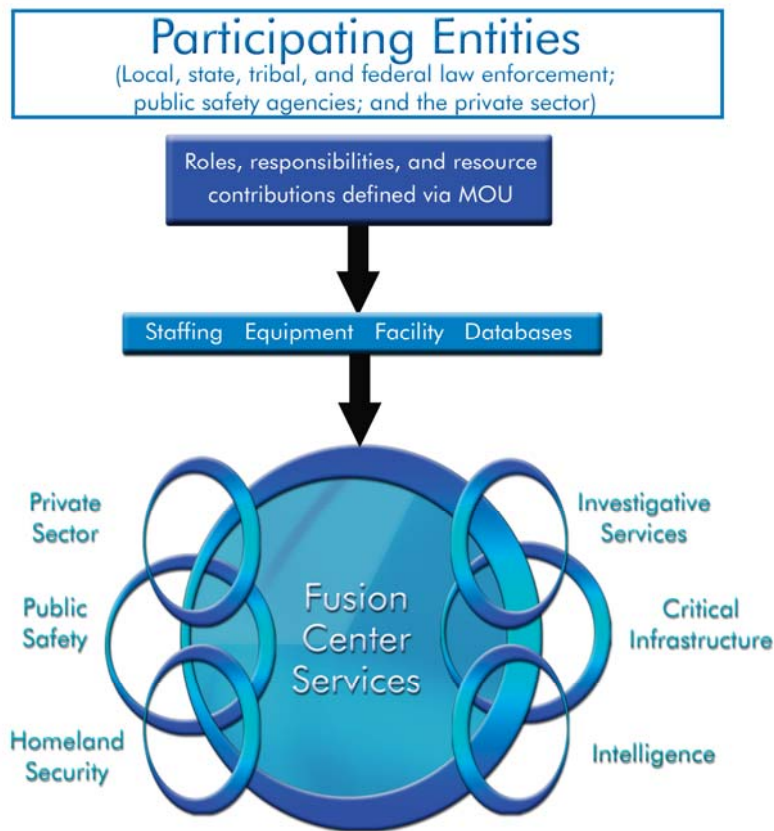 Participating Entities
(Local, state, tribal, and federal law enforcement;
public safety agencies; and the private sector)
Roles, responsibilities, and resource
contributions defined via MOU
Staffing Equipment Facility Databases
Private
Sector
Public
Safety
Homeland
Security
Fusion
Center
Services
Investigative
Services
Critical
Infrastructure
Intelligence